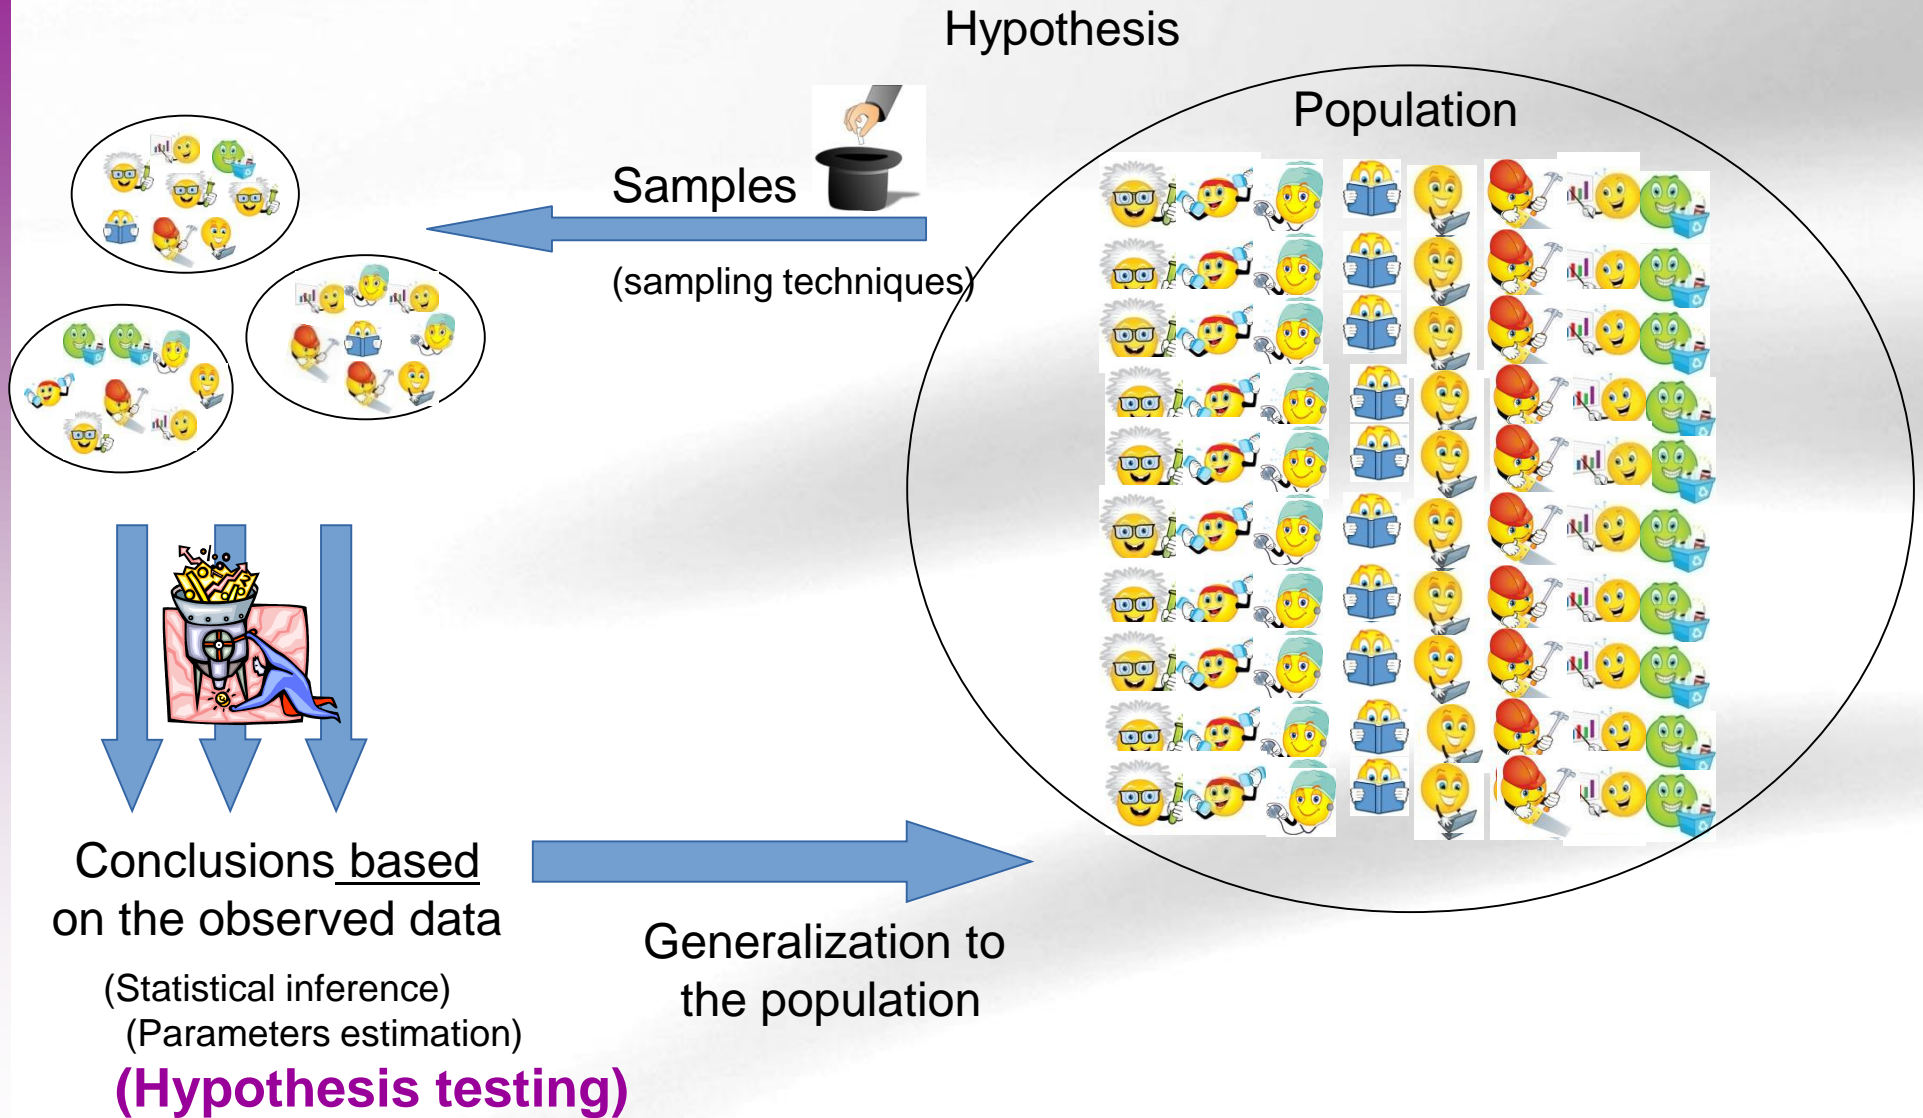 Hypothesis
Population
Samples
(sampling techniques)
Conclusions based
on the observed data
(Statistical inference)
(Parameters estimation)
(Hypothesis testing)
Generalization to
the population